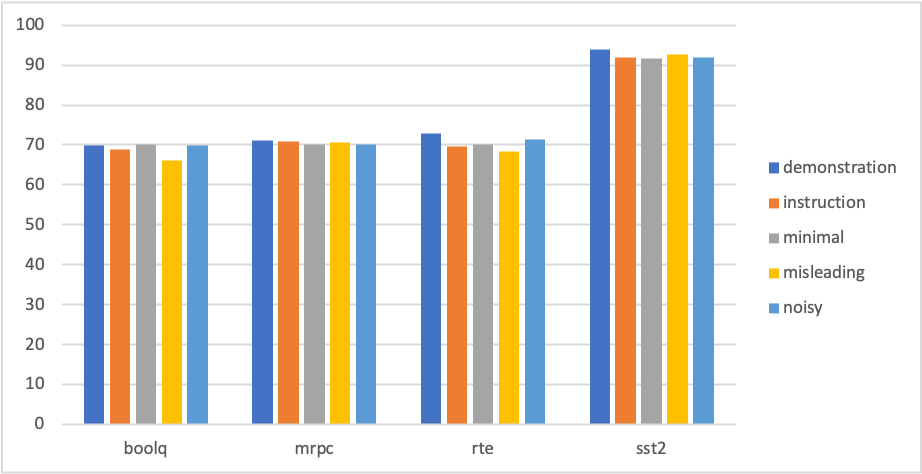 100
90
80
70
60
50
40
30
20
10
0
boolq mrpc rte sst2
demonstration
instruction
minimal
misleading
noisy